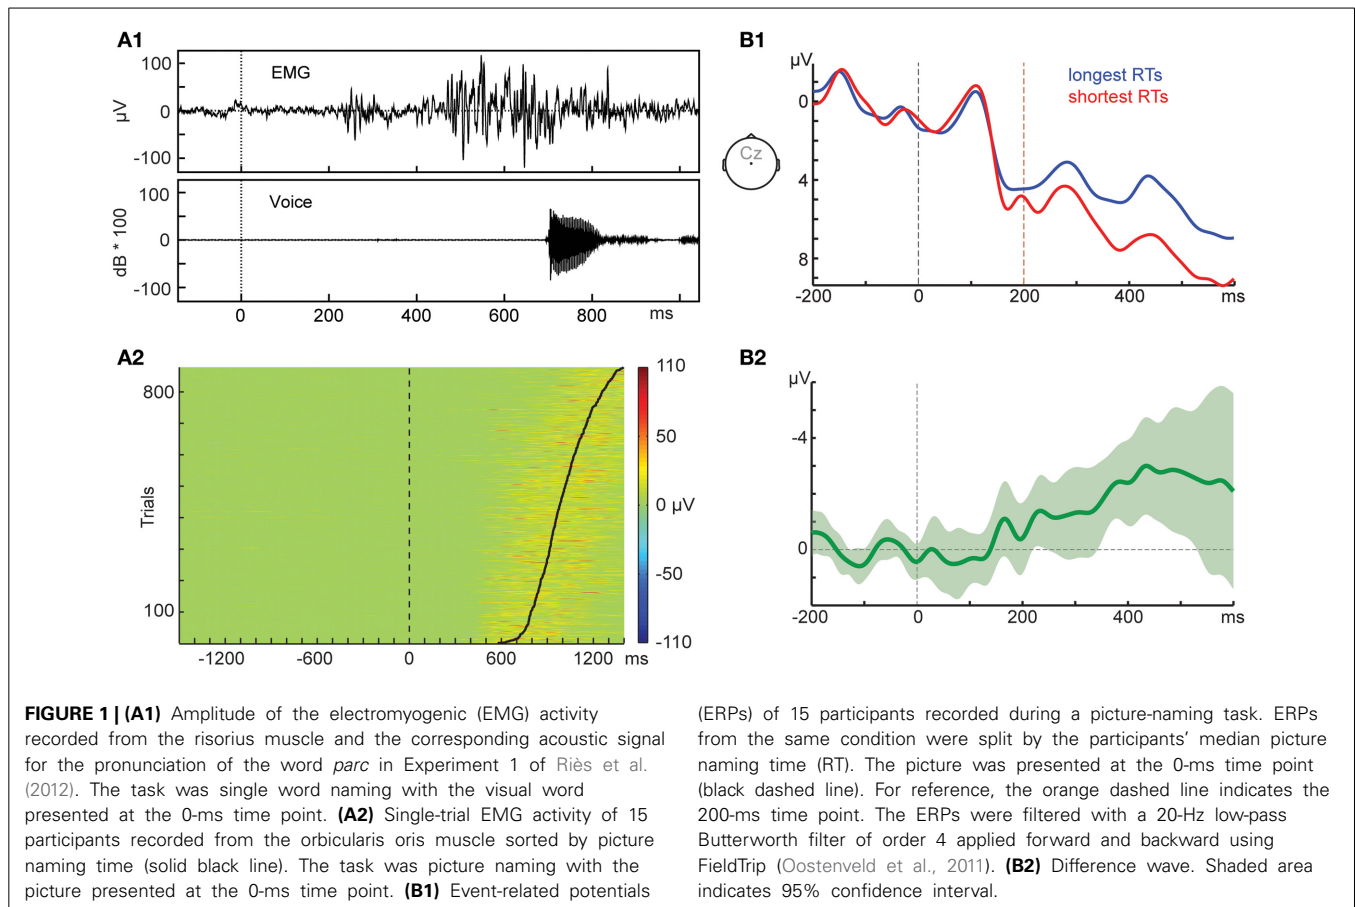 A1
EMG
100
0
-100
µV
Voice
100
0
-100
dB * 100
0 200 400 600 800 ms
B1
µV
longest RTs
shortest RTs
0
4
8
Cz
-200 0 200 400 ms
A2
800
100
Trials
-1200 -600 0 600 1200 ms
110
50
0 µV
-50
-110
B2
µV
-4
0
-200 0 200 400 ms
FIGURE 1 | (A1) Amplitude of the electromyogenic (EMG) activity
recorded from the risorius muscle and the corresponding acoustic signal
for the pronunciation of the word parc in Experiment 1 of Riès et al.
(2012). The task was single word naming with the visual word
presented at the 0-ms time point. (A2) Single-trial EMG activity of 15
participants recorded from the orbicularis oris muscle sorted by picture
naming time (solid black line). The task was picture naming with the
picture presented at the 0-ms time point. (B1) Event-related potentials
(ERPs) of 15 participants recorded during a picture-naming task. ERPs
from the same condition were split by the participants' median picture
naming time (RT). The picture was presented at the 0-ms time point
(black dashed line). For reference, the orange dashed line indicates the
200-ms time point. The ERPs were filtered with a 20-Hz low-pass
Butterworth filter of order 4 applied forward and backward using
FieldTrip (Oostenveld et al., 2011). (B2) Difference wave. Shaded area
indicates 95% confidence interval.